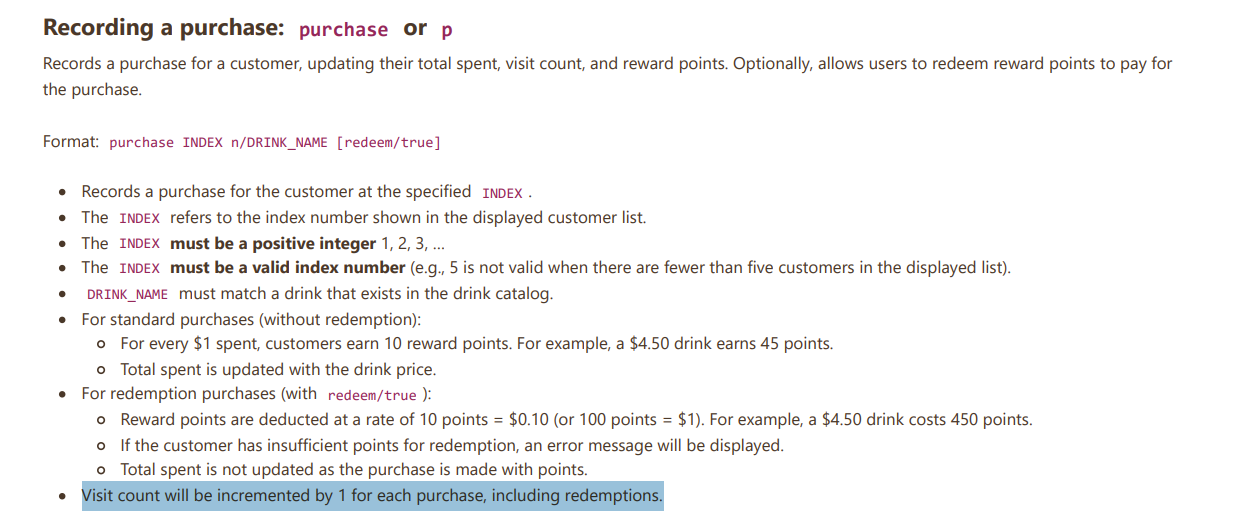 Recording a purchase: purchase or p
Records a purchase for a customer, updating their total spent, visit count, and reward points. Optionally, allows users to redeem reward points to pay for
the purchase.
Format: purchase INDEX n/DRINK_NAME [redeem/true]
• Records a purchase for the customer at the specified INDEX .
• The INDEX refers to the index number shown in the displayed customer list.
• The INDEX must be a positive integer 1, 2, 3, …
• The INDEX must be a valid index number (e.g., 5 is not valid when there are fewer than five customers in the displayed list).
• DRINK_NAME must match a drink that exists in the drink catalog.
• For standard purchases (without redemption):
○ For every $1 spent, customers earn 10 reward points. For example, a $4.50 drink earns 45 points.
○ Total spent is updated with the drink price.
• For redemption purchases (with redeem/true ):
○ Reward points are deducted at a rate of 10 points = $0.10 (or 100 points = $1). For example, a $4.50 drink costs 450 points.
○ If the customer has insufficient points for redemption, an error message will be displayed.
○ Total spent is not updated as the purchase is made with points.
• Visit count will be incremented by 1 for each purchase, including redemptions.